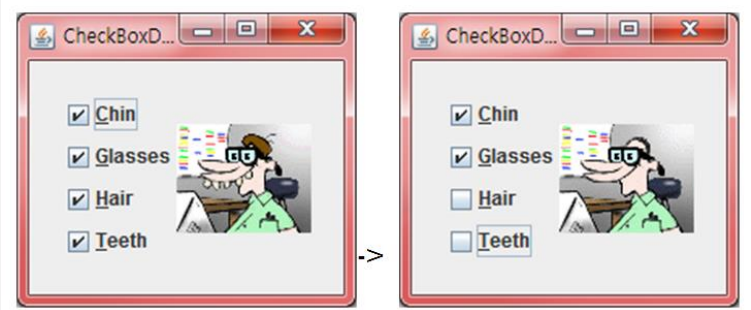 CheckBoxD...
Chin
Glasses
Hair
Teeth
->
CheckBoxD...
Chin
Glasses
Hair
Teeth